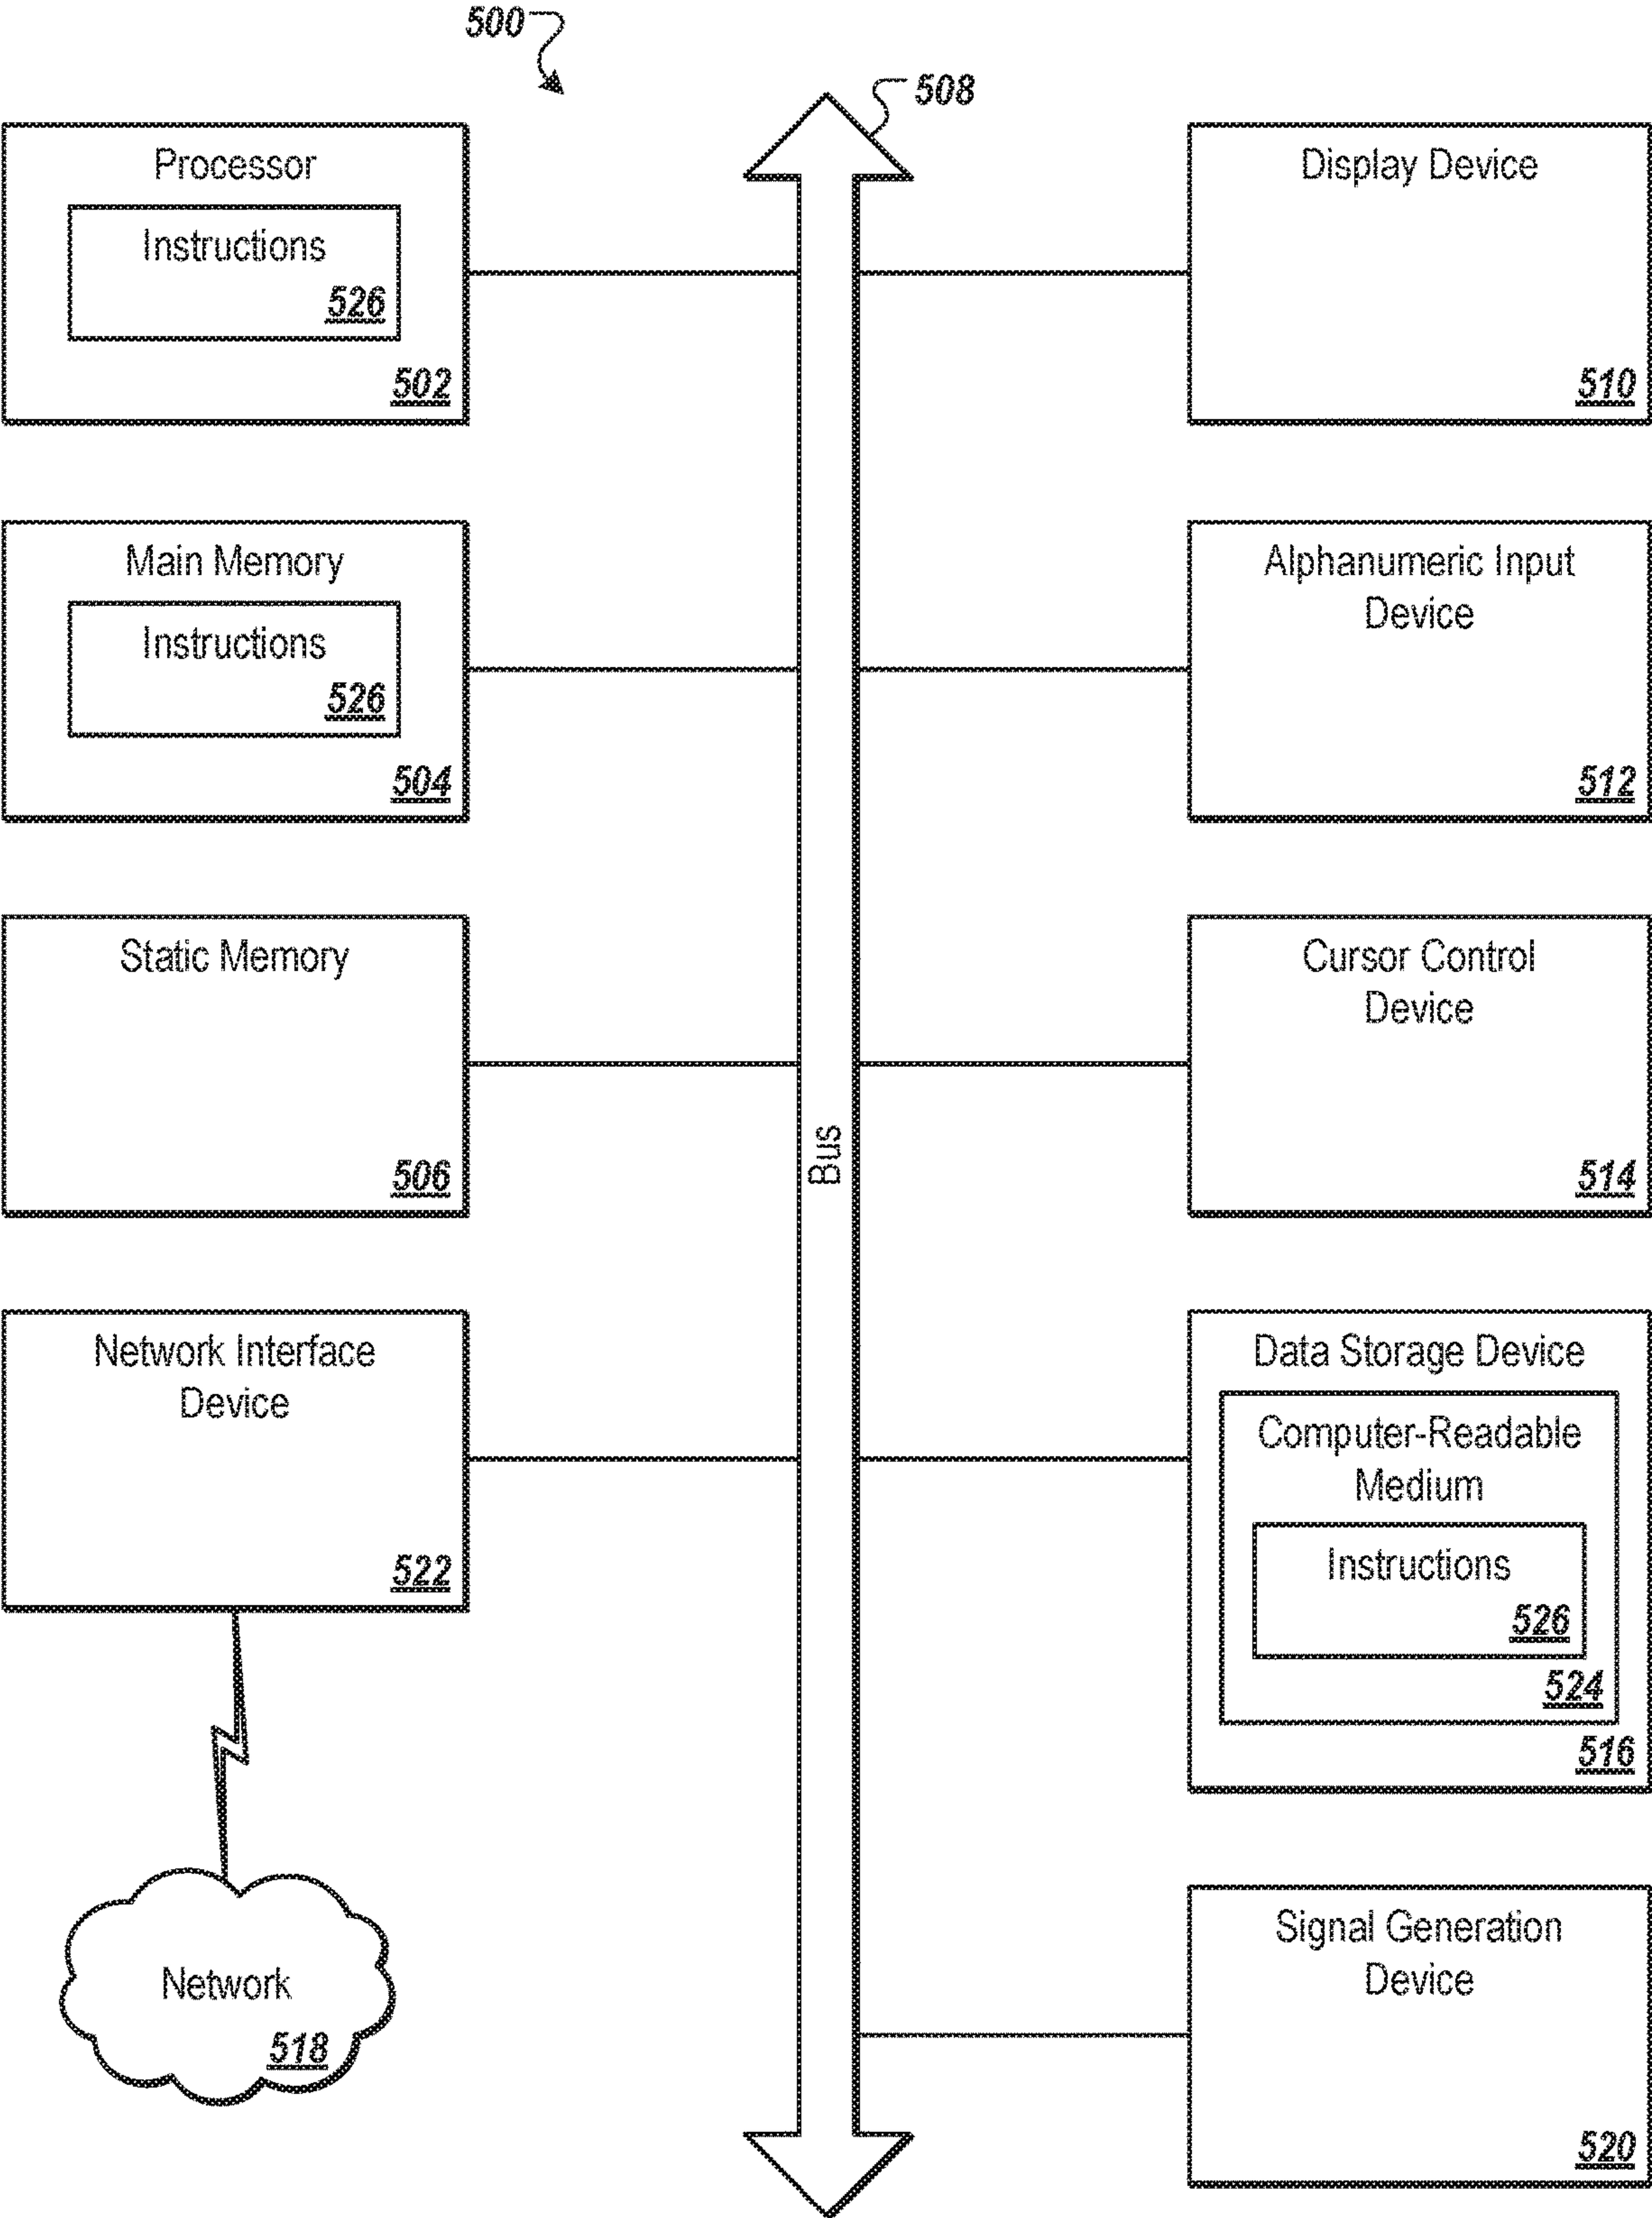 500
508
Processor
Instructions
526
502
Display Device
510
Main Memory
Instructions
526
504
Alphanumeric Input
Device
512
Static Memory
506
Cursor Control
Device
514
Bus
Network Interface
Device
522
Data Storage Device
Computer-Readable
Medium
Instructions
526
524
516
Network
518
Signal Generation
Device
520